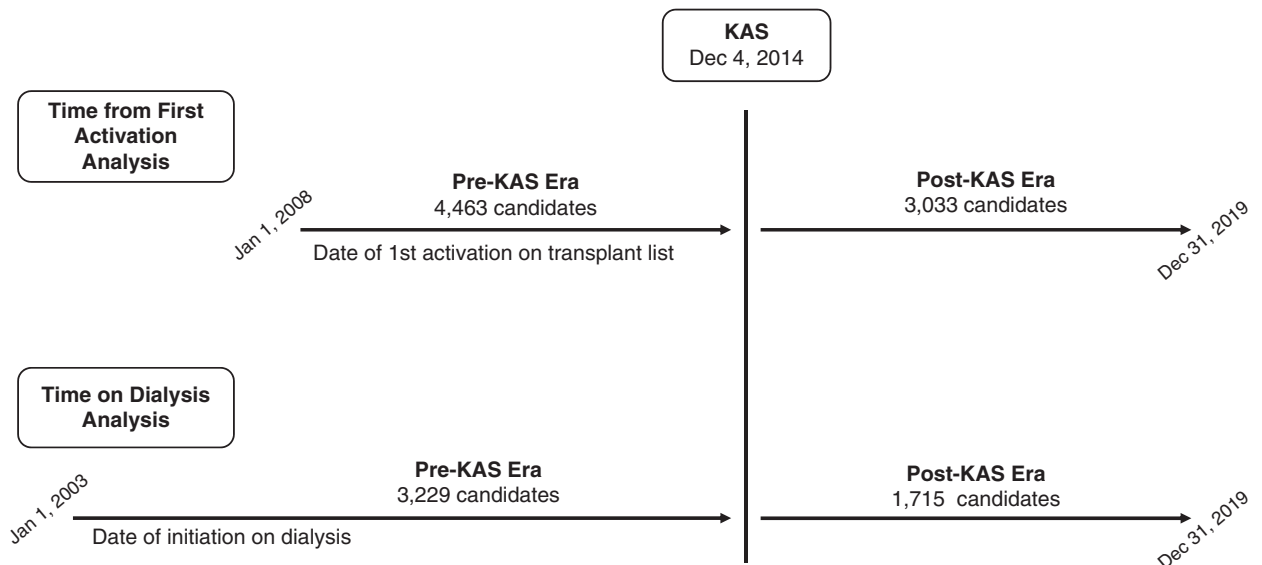 KAS
Dec 4, 2014
Time from First
Activation
Analysis
Jan 1, 2008
Pre-KAS Era
4,463 candidates
Date of 1st activation on transplant list
Post-KAS Era
3,033 candidates
Dec 31, 2019
Time on Dialysis
Analysis
Jan 1, 2003
Pre-KAS Era
3,229 candidates
Date of initiation on dialysis
Post-KAS Era
1,715 candidates
Dec 31, 2019